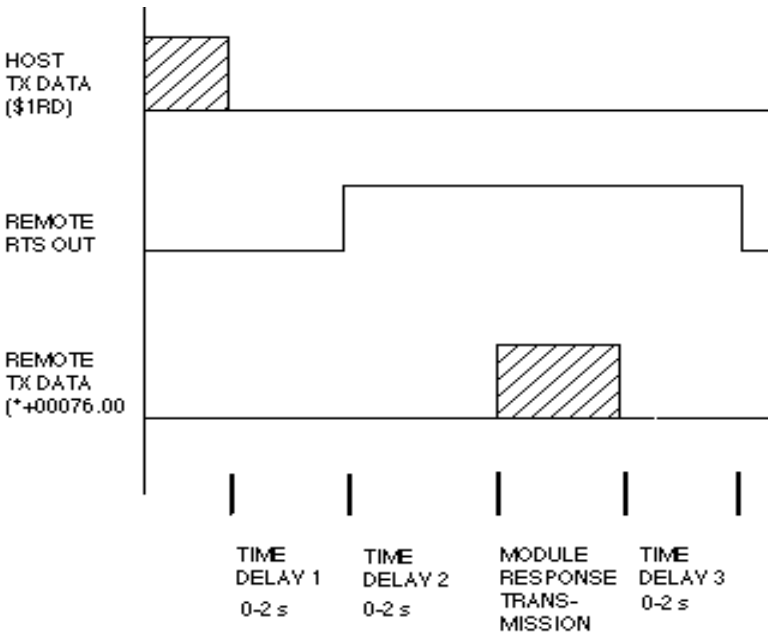 HOST
TX DATA
($1RD)
REMOTE
RTS OUT
REMOTE
TX DATA
(*+00076.00
TIME
DELAY 1
0-2 s
TIME
DELAY 2
0-2 s
MODULE
RESPONSE
TRANS-
MISSION
TIME
DELAY 3
0-2 s